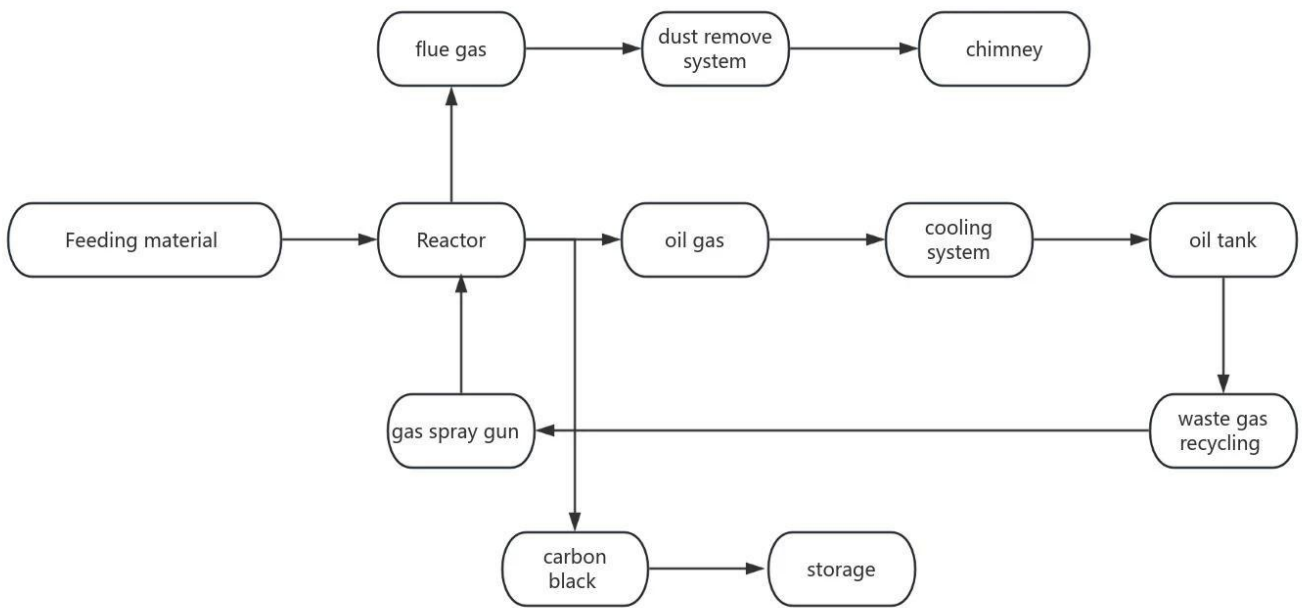 flue gas
dust remove
system
chimney
Feeding material
Reactor
oil gas
cooling
system
oil tank
gas spray gun
waste gas
recycling
carbon
black
storage